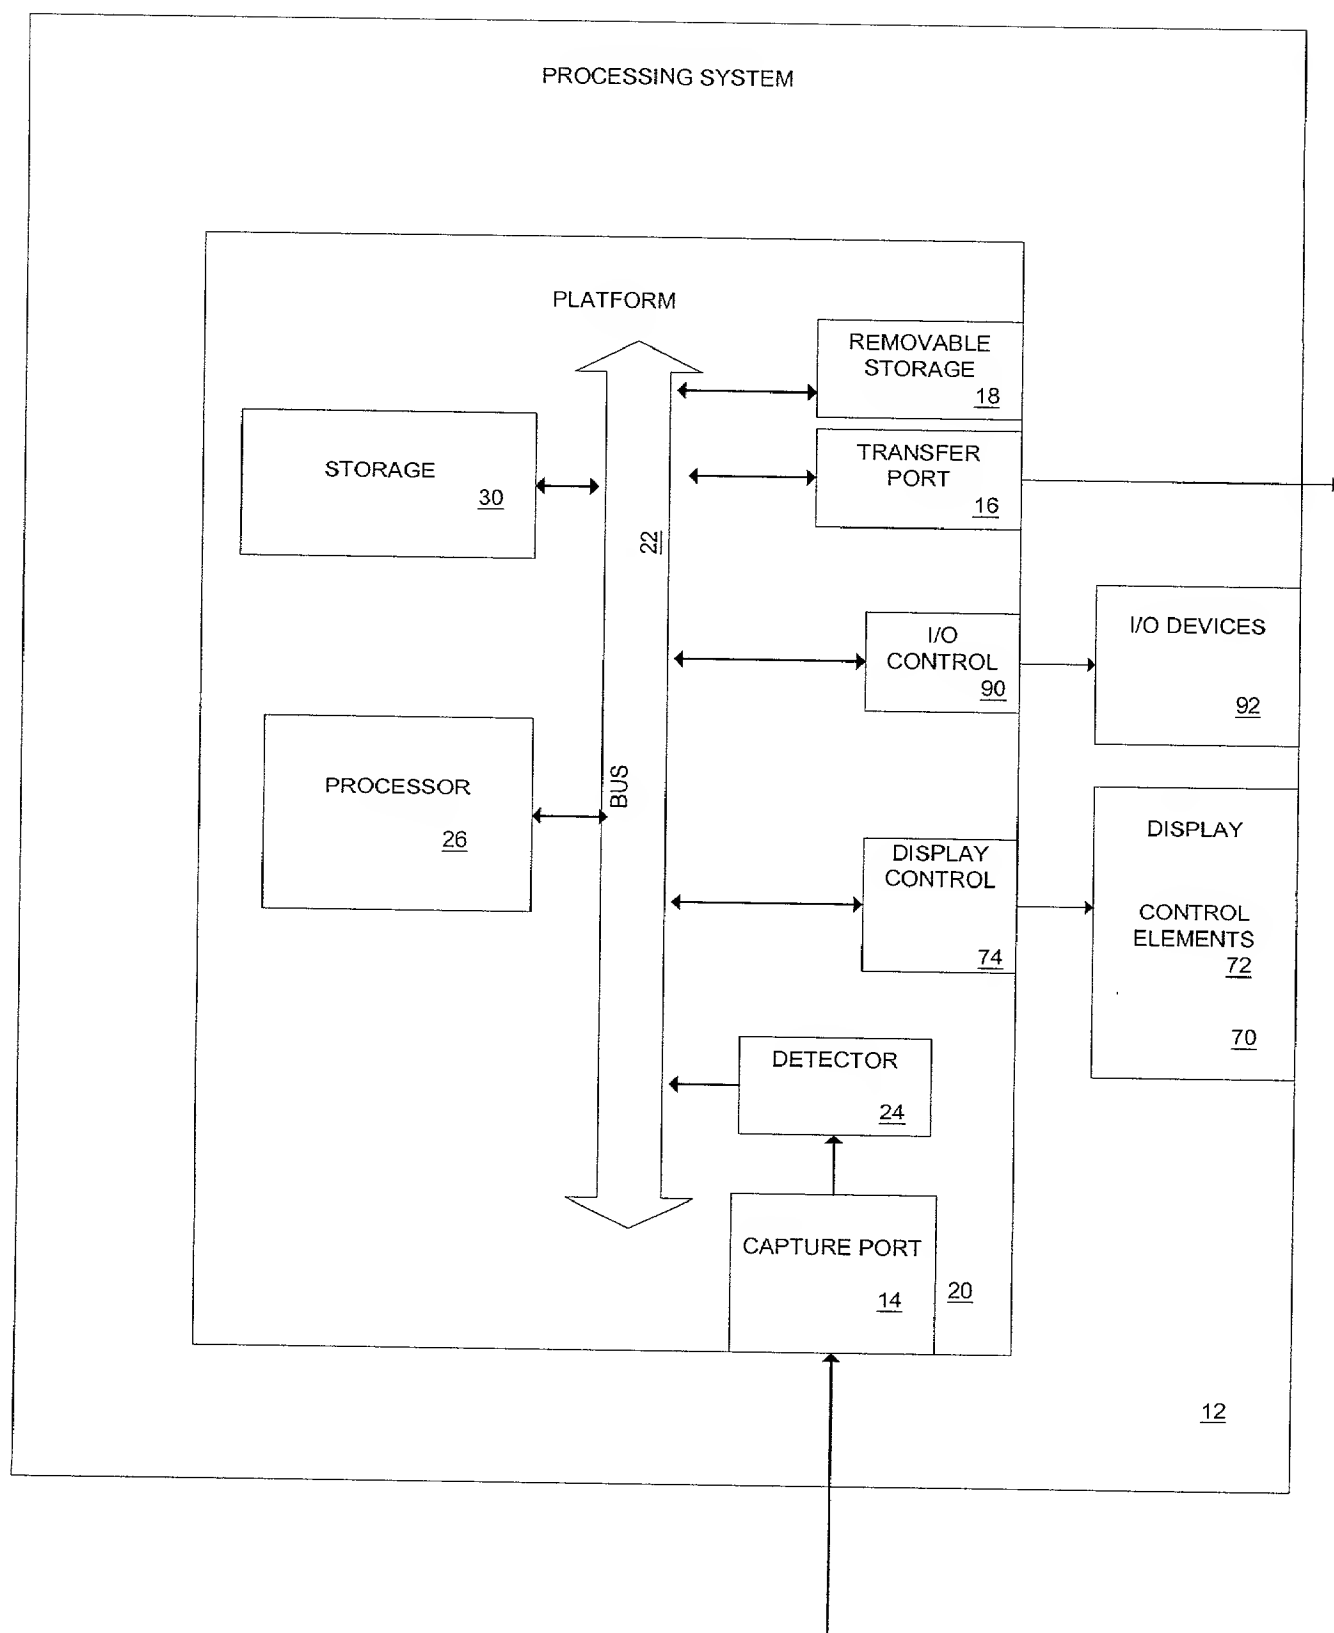 PROCESSING SYSTEM
PLATFORM
REMOVABLE
STORAGE
18
TRANSFER
PORT
16
STORAGE
30
22
I/O
CONTROL
90
I/O DEVICES
92
PROCESSOR
26
BUS
DISPLAY
CONTROL
74
DISPLAY
CONTROL
ELEMENTS
72
70
DETECTOR
24
CAPTURE PORT
14
20
12